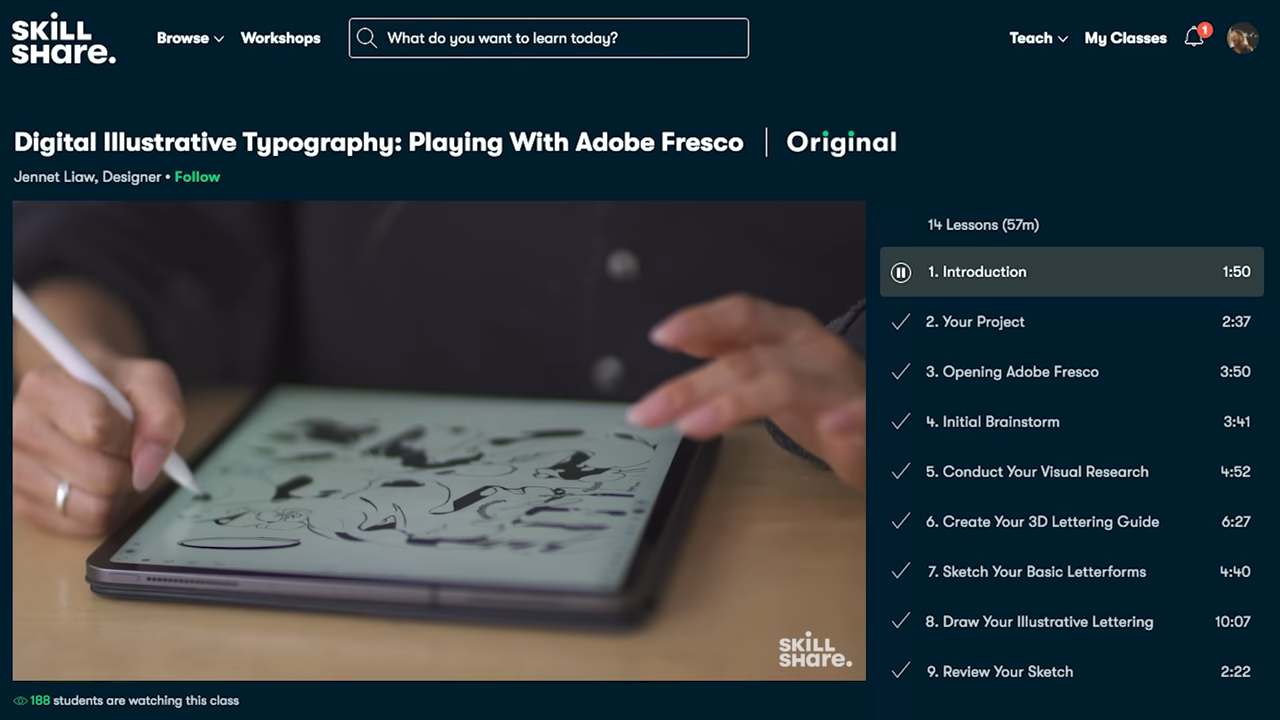 SKILL
SHare.
Browse
Workshops
What do you want to learn today?
Teach
My Classes
1
Digital Illustrative Typography: Playing With Adobe Fresco | Original
Jennet Liaw, Designer • Follow
14 Lessons (57m)
1. Introduction 1:50
2. Your Project 2:37
3. Opening Adobe Fresco 3:50
4. Initial Brainstorm 3:41
5. Conduct Your Visual Research 4:52
6. Create Your 3D Lettering Guide 6:27
7. Sketch Your Basic Letterforms 4:40
8. Draw Your Illustrative Lettering 10:07
9. Review Your Sketch 2:22
SKILL
SHare.
188 students are watching this class